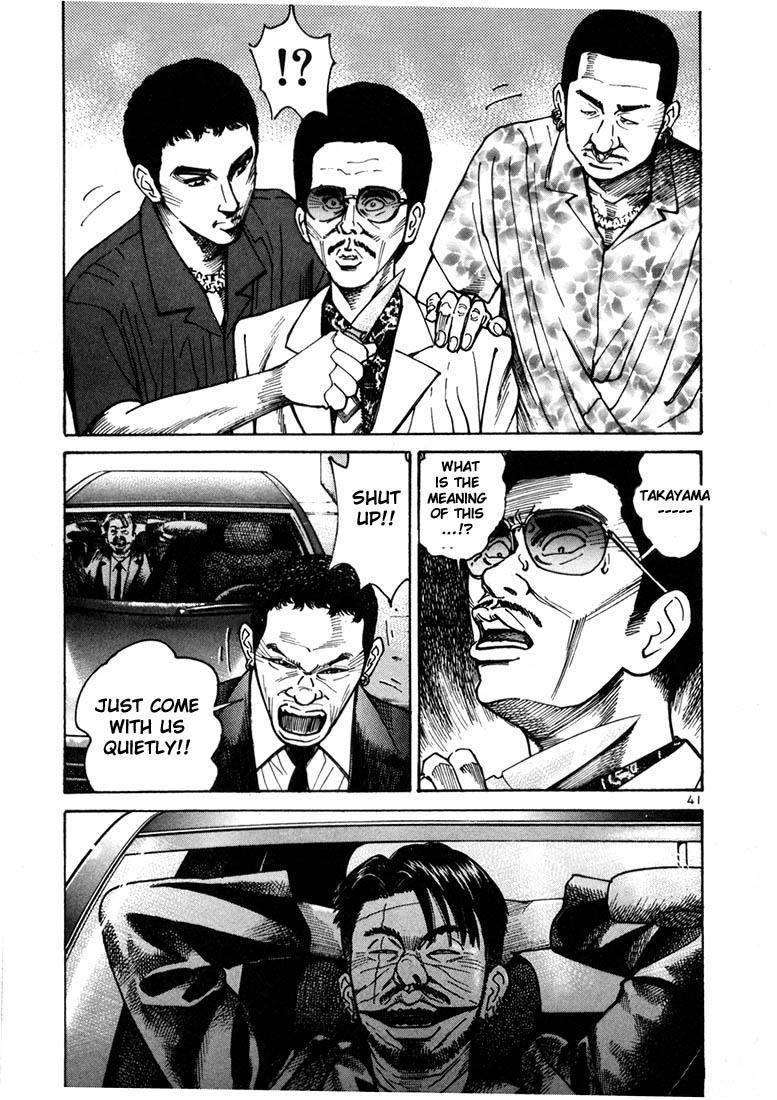 !?
TAKAYAMA
-----
WHAT
IS THE
MEANING
OF THIS
....!?
SHUT
UP!!
JUST COME
WITH US
QUIETLY!!
41